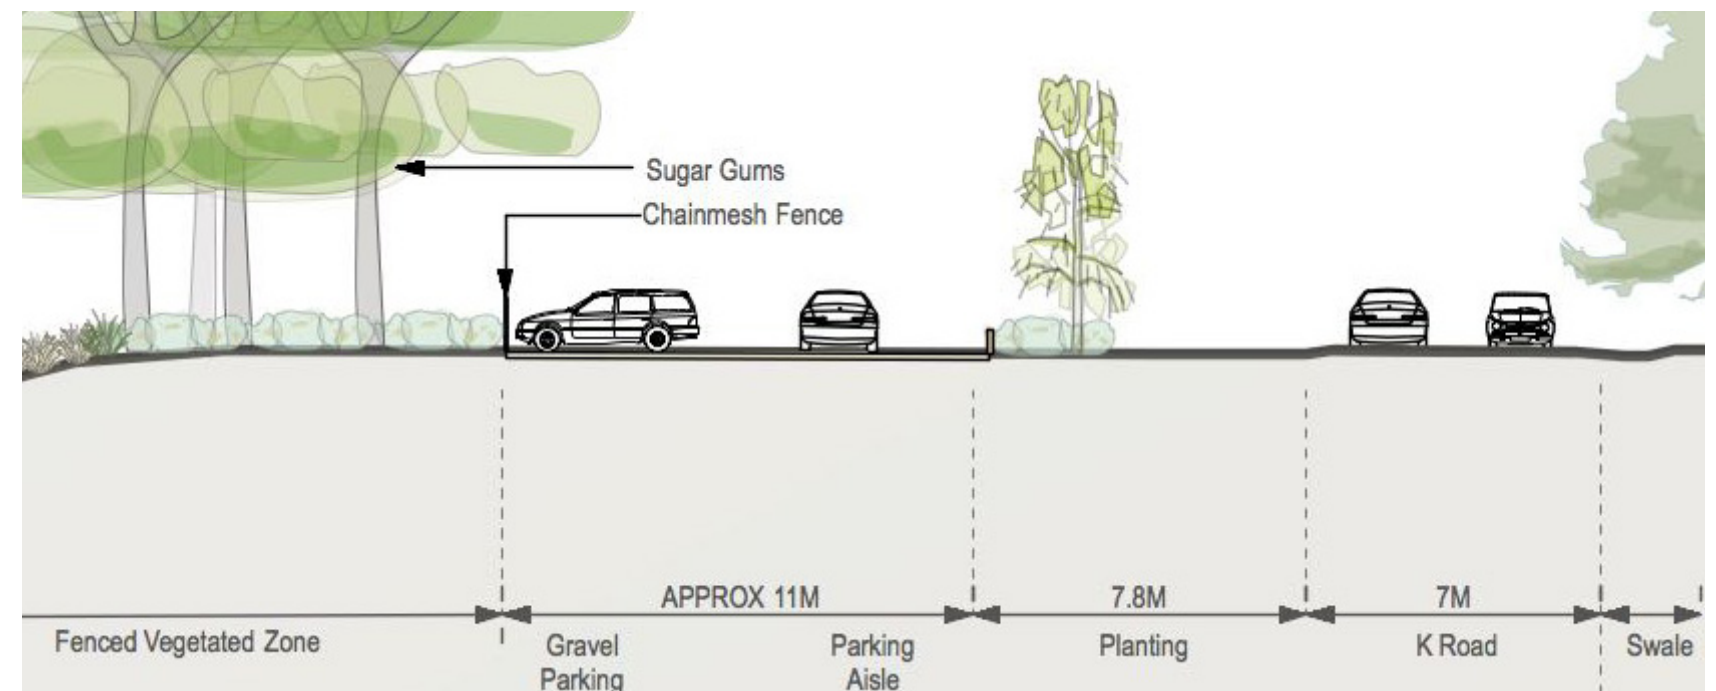 Sugar Gums
Chainmesh Fence
APPROX 11M
7.8M
7M
Fenced Vegetated Zone
Gravel
Parking
Parking
Aisle
Planting
K Road
Swale